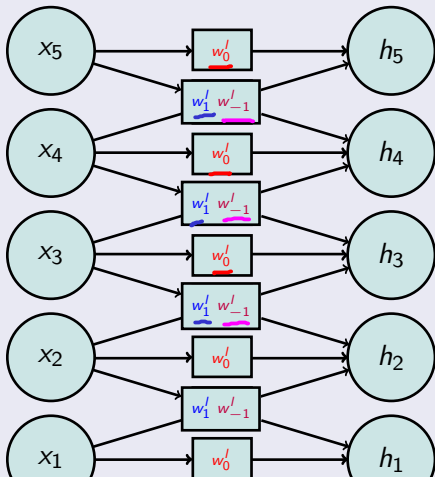 x₅ w₀ˡ h₅
w₁ˡ w₋₁ˡ
x₄ w₀ˡ h₄
w₁ˡ w₋₁ˡ
x₃ w₀ˡ h₃
w₁ˡ w₋₁ˡ
x₂ w₀ˡ h₂
w₁ˡ w₋₁ˡ
x₁ w₀ˡ h₁